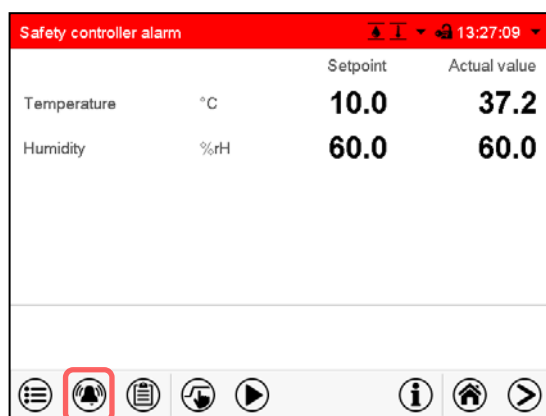 Safety controller alarm 13:27:09
Setpoint Actual value
Temperature °C 10.0 37.2
Humidity %rH 60.0 60.0